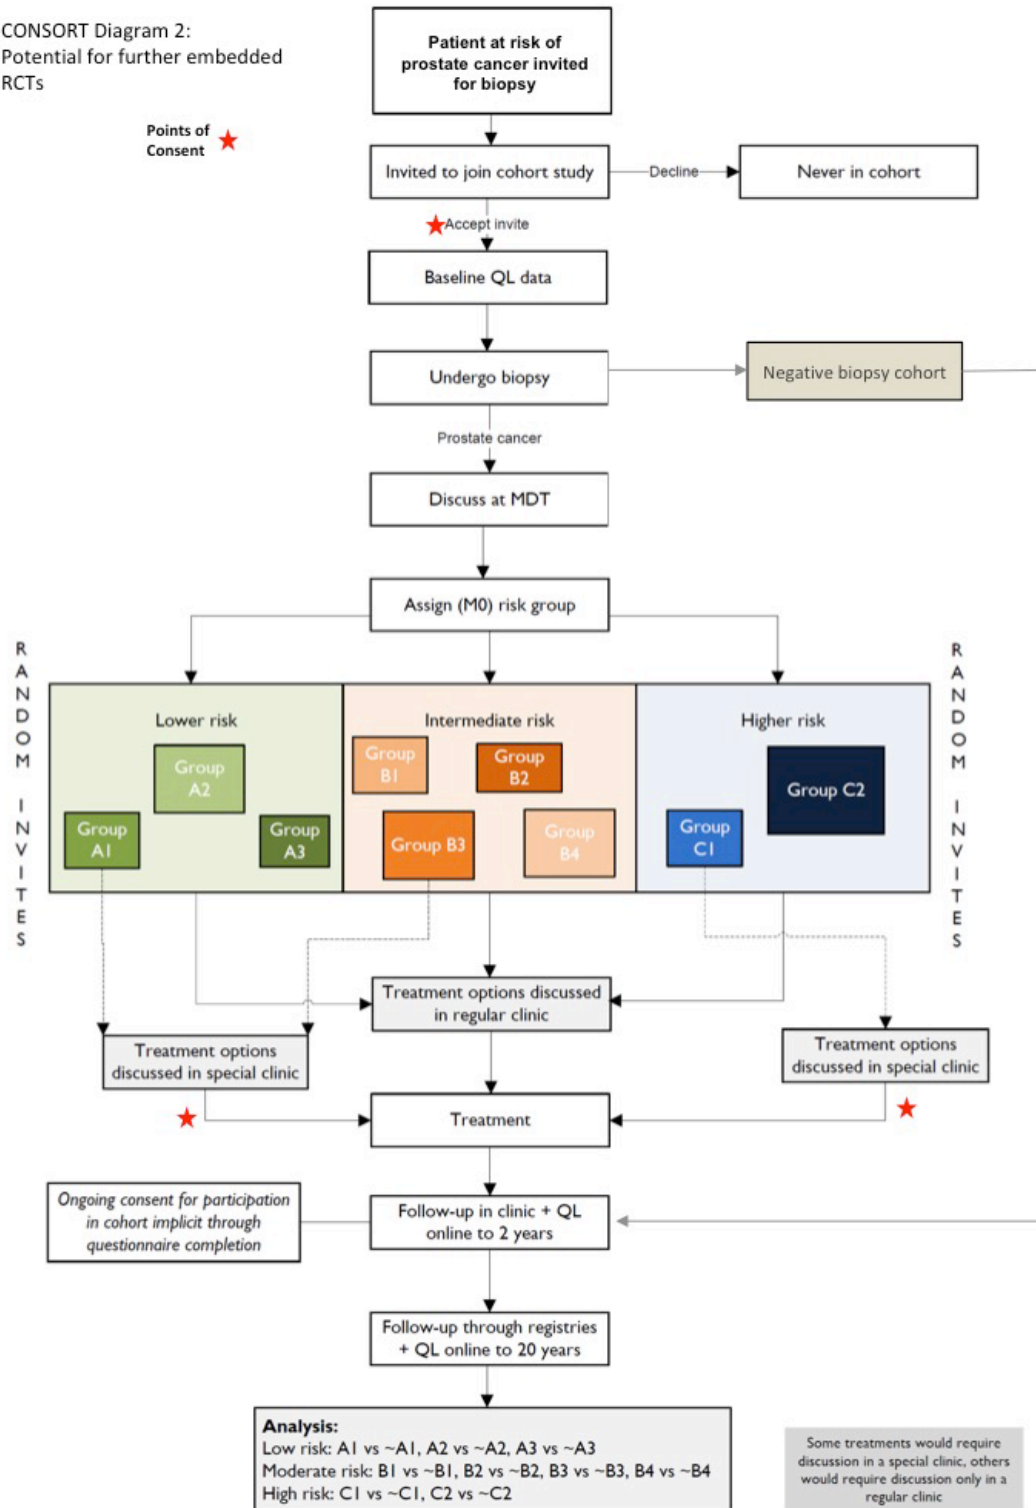 CONSORT Diagram 2:
Potential for further embedded
RCTs
Patient at risk of
prostate cancer invited
for biopsy
Points of
Consent
Invited to join cohort study
Decline
Never in cohort
Accept invite
Baseline QL data
Undergo biopsy
Negative biopsy cohort
Prostate cancer
Discuss at MDT
Assign (M0) risk group
RANDOM INVITES
RANDOM INVITES
Lower risk
Intermediate risk
Higher risk
Group
A2
Group
A1
Group
A3
Group
B1
Group
B2
Group B3
Group
B4
Group C2
Group
C1
Treatment options discussed
in regular clinic
Treatment options
discussed in special clinic
Treatment options
discussed in special clinic
Treatment
Ongoing consent for participation
in cohort implicit through
questionnaire completion
Follow-up in clinic + QL
online to 2 years
Follow-up through registries
+ QL online to 20 years
Analysis:
Low risk: A1 vs ~A1, A2 vs ~A2, A3 vs ~A3
Moderate risk: B1 vs ~B1, B2 vs ~B2, B3 vs ~B3, B4 vs ~B4
High risk: C1 vs ~C1, C2 vs ~C2
Some treatments would require
discussion in a special clinic, others
would require discussion only in a
regular clinic